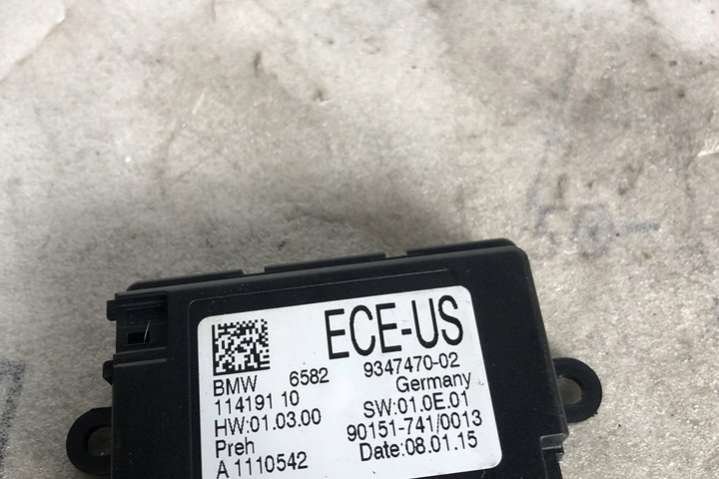 ECE-US
BMW 6582 9347470-02
114191 10 Germany
HW:01.03.00 SW:01.0E.01
Preh 90151-741/0013
A 1110542 Date:08.01.15